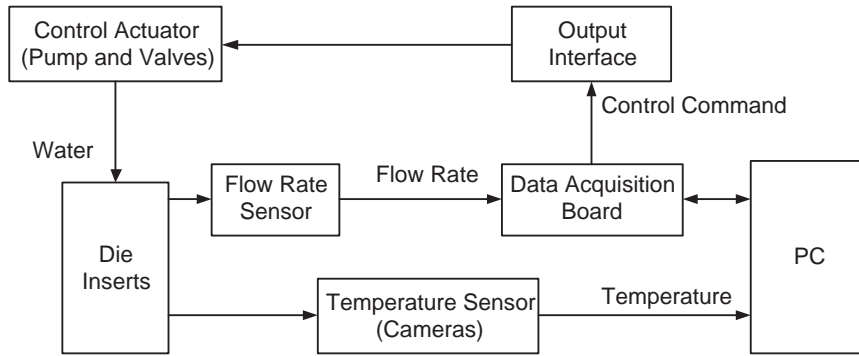 Control Actuator
(Pump and Valves)
Output
Interface
Control Command
Water
Flow Rate
Sensor
Flow Rate
Data Acquisition
Board
Die
Inserts
PC
Temperature Sensor
(Cameras)
Temperature